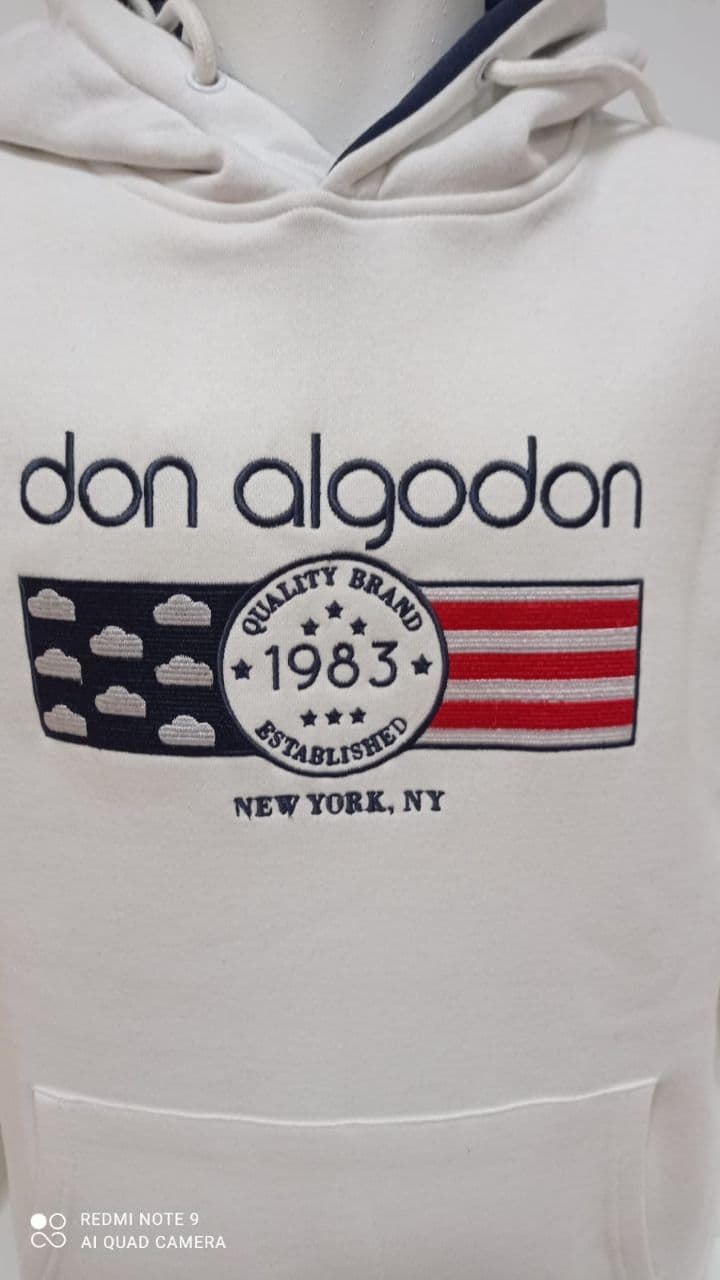 don algodon
QUALITY BRAND
1983
ESTABLISHED
NEW YORK, NY
REDMI NOTE 9
AI QUAD CAMERA